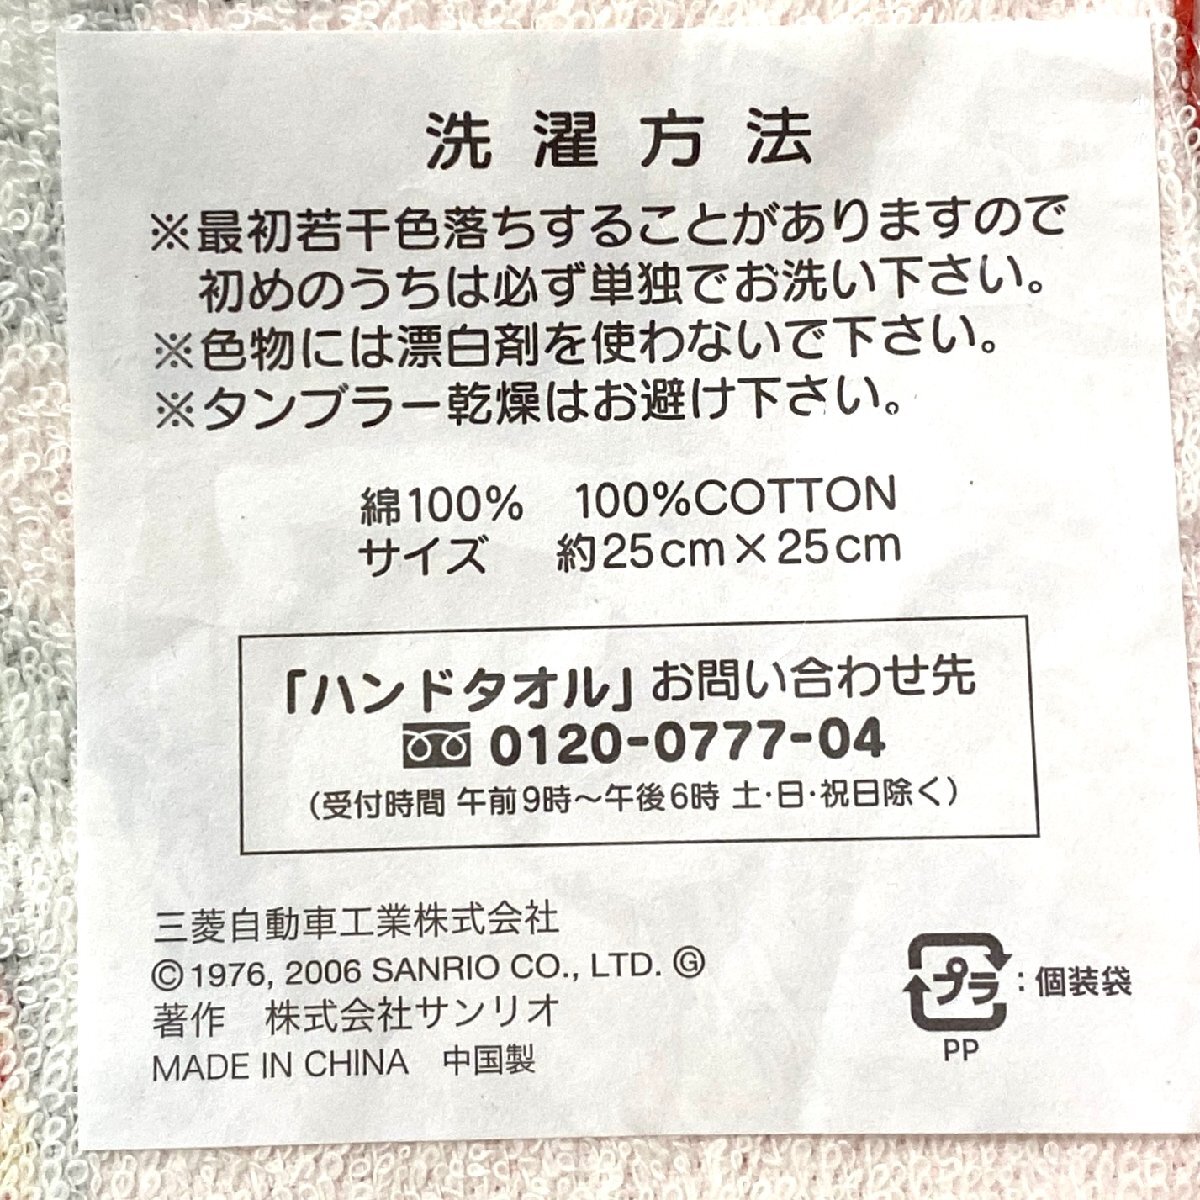 洗濯方法
※最初若干色落ちすることがありますので
初めのうちは必ず単独でお洗い下さい。
※色物には漂白剤を使わないで下さい。
※タンブラー乾燥はお避け下さい。
綿100% 100%COTTON
サイズ 約25cm×25cm
「ハンドタオル」お問い合わせ先
0120-0777-04
(受付時間 午前9時~午後6時 土・日・祝日除く)
三菱自動車工業株式会社
©1976, 2006 SANRIO CO., LTD. Ⓖ
著作 株式会社サンリオ
MADE IN CHINA 中国製
プラ:個装袋
PP